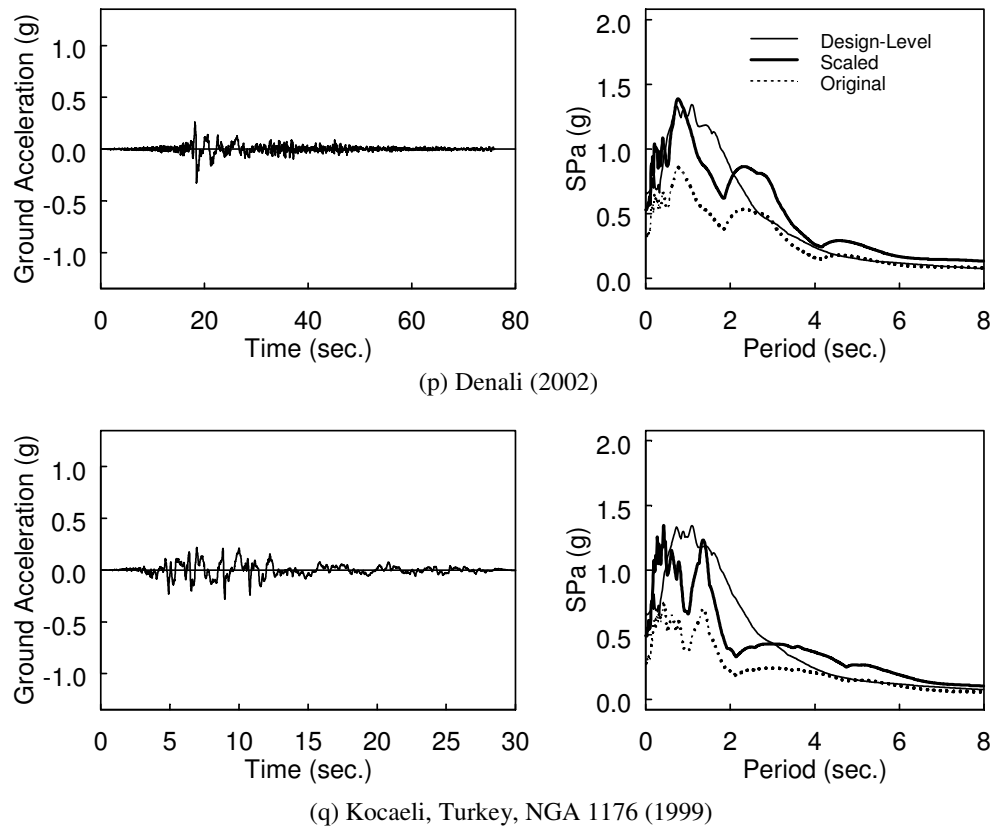 Ground Acceleration (g)
1.0
0.5
0.0
-0.5
-1.0
0 20 40 60 80
Time (sec.)
SPa (g)
2.0
1.5
1.0
0.5
0.0
Design-Level
Scaled
Original
0 2 4 6 8
Period (sec.)
(p) Denali (2002)
Ground Acceleration (g)
1.0
0.5
0.0
-0.5
-1.0
0 5 10 15 20 25 30
Time (sec.)
SPa (g)
2.0
1.5
1.0
0.5
0.0
0 2 4 6 8
Period (sec.)
(q) Kocaeli, Turkey, NGA 1176 (1999)